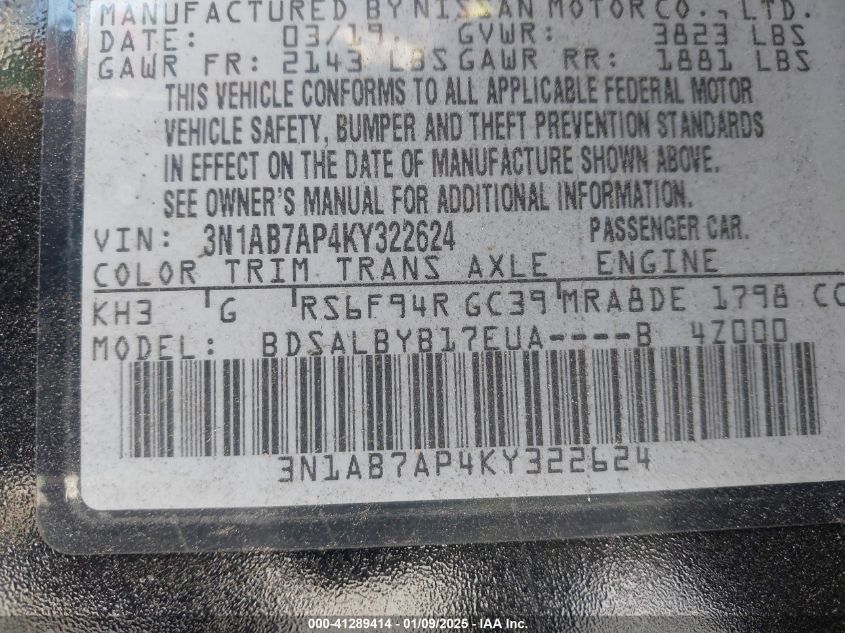 MANUFACTURED BY NISSAN MOTOR CO., LTD.
DATE: 03/19 GVWR: 3823 LBS
GAWR FR: 2143 LBS GAWR RR: 1881 LBS
THIS VEHICLE CONFORMS TO ALL APPLICABLE FEDERAL MOTOR
VEHICLE SAFETY, BUMPER AND THEFT PREVENTION STANDARDS
IN EFFECT ON THE DATE OF MANUFACTURE SHOWN ABOVE.
SEE OWNER'S MANUAL FOR ADDITIONAL INFORMATION.
VIN: 3N1AB7AP4KY322624 PASSENGER CAR.
COLOR TRIM TRANS AXLE ENGINE
KH3 G RS6F94R GC39 MRA8DE 1798 CC
MODEL: BDSALBYB17EUA----B 4Z000
3N1AB7AP4KY322624
000-41289414 - 01/09/2025 - www.iaai.com